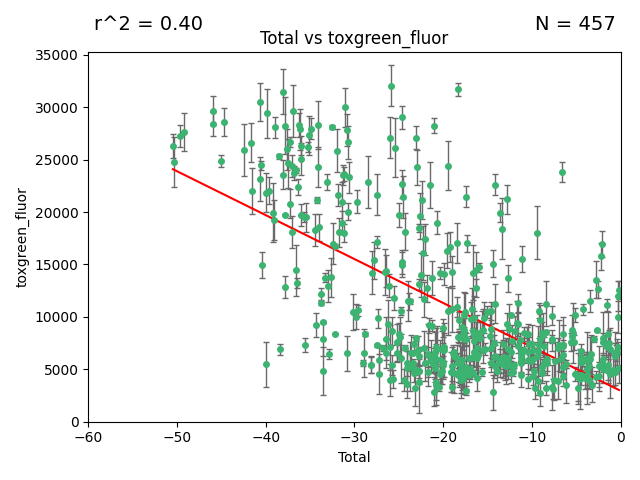 r^2 = 0.40 N = 457
Total vs toxgreen_fluor
35000
30000
25000
20000
15000
10000
5000
0
toxgreen_fluor
−60 −50 −40 −30 −20 −10 0
Total